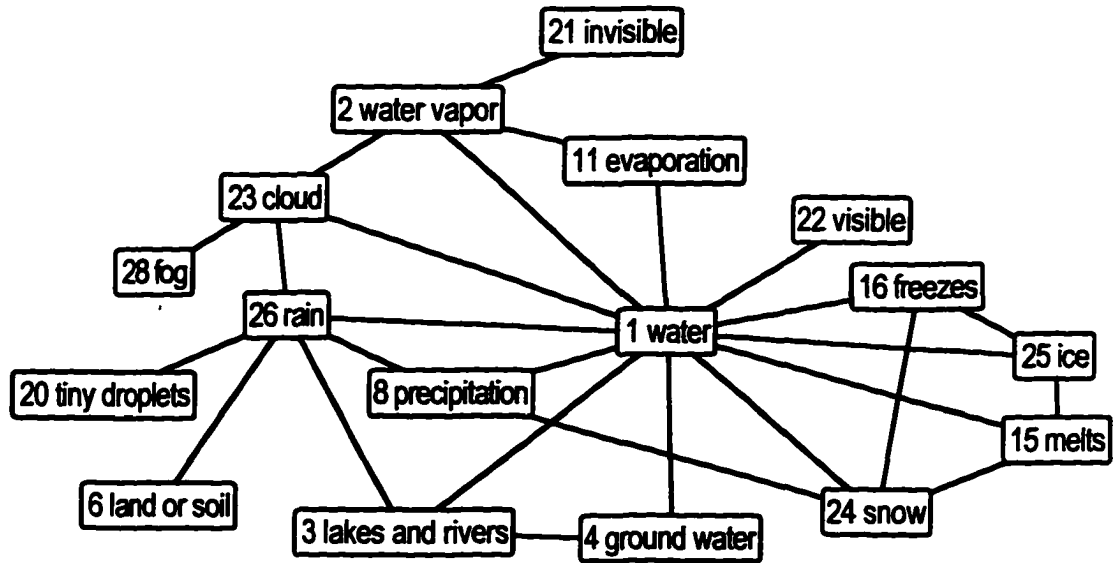 21 invisible
2 water vapor
11 evaporation
23 cloud
22 visible
28 fog
16 freezes
26 rain
1 water
25 ice
20 tiny droplets
8 precipitation
15 melts
6 land or soil
3 lakes and rivers
4 ground water
24 snow